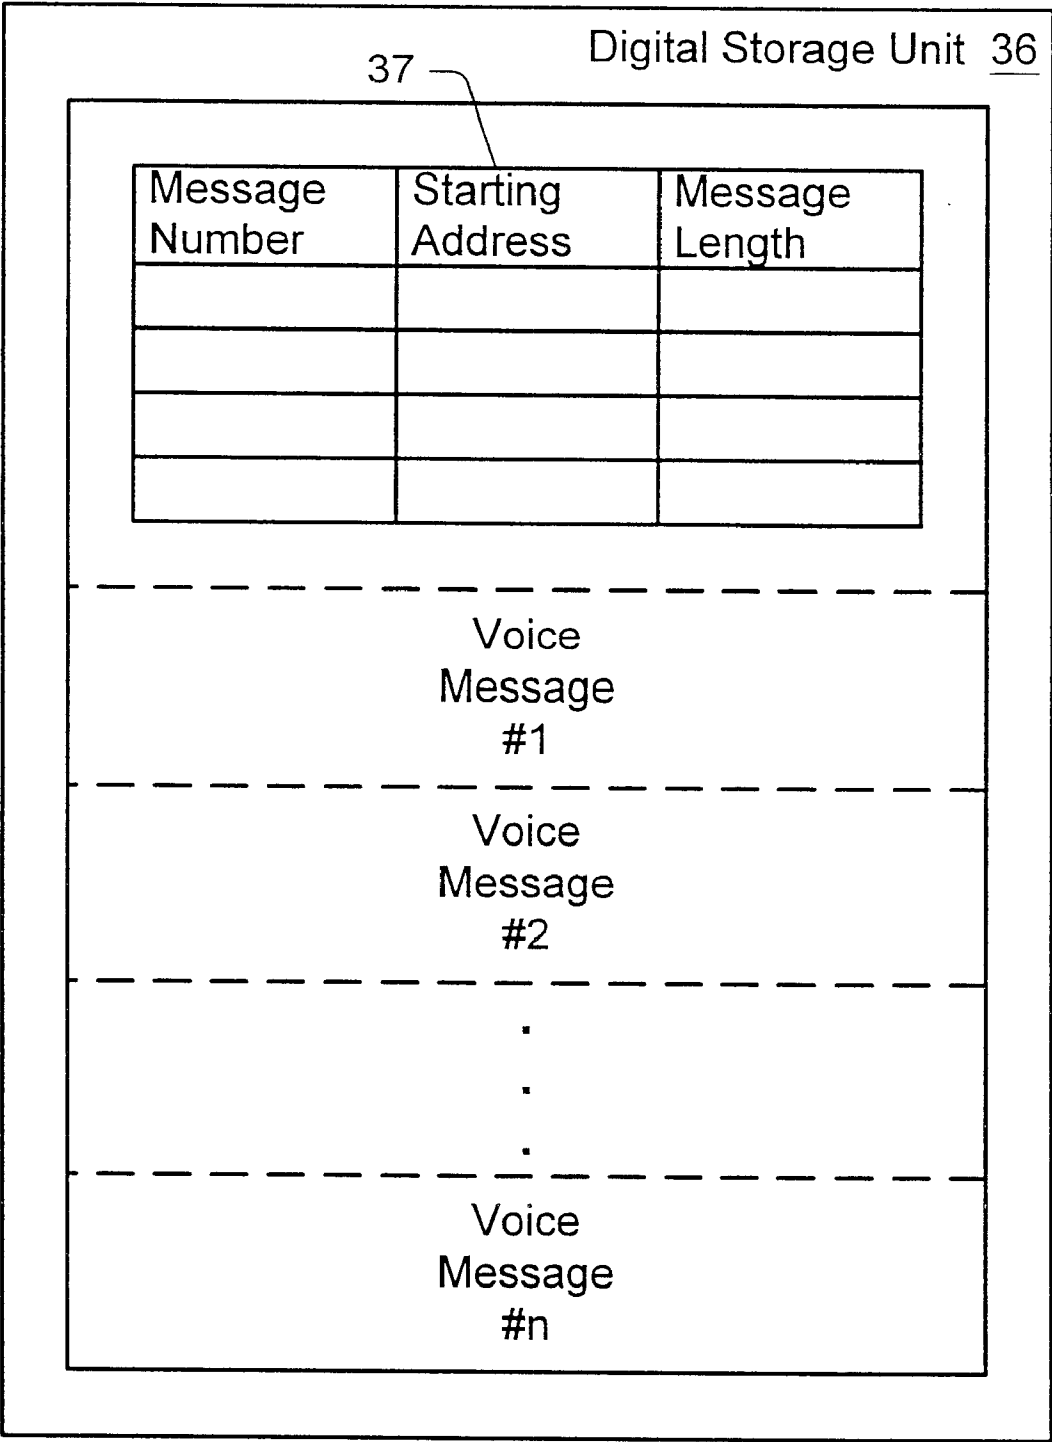 Digital Storage Unit 36
37
Message Number
Starting Address
Message Length
Voice
Message
#1
Voice
Message
#2
.
.
.
Voice
Message
#n